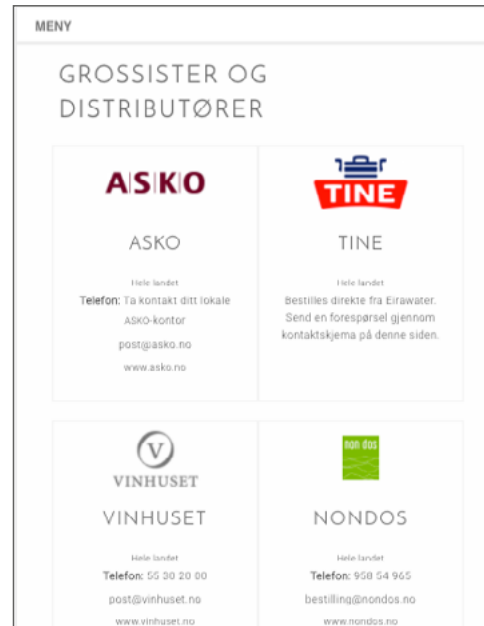 MENY
GROSSISTER OG
DISTRIBUTØRER
ASKO
TINE
ASKO
Hele landet
Telefon: Ta kontakt ditt lokale
ASKO-kontor
post@asko.no
www.asko.no
TINE
Hele landet
Bestilles direkte fra Eirawater.
Send en forespørsel gjennom
kontaktskjema på denne siden.
V
VINHUSET
non dos
VINHUSET
Hele landet
Telefon: 55 30 20 00
post@vinhuset.no
www.vinhuset.no
NONDOS
Hele landet
Telefon: 958 54 965
bestilling@nondos.no
www.nondos.no